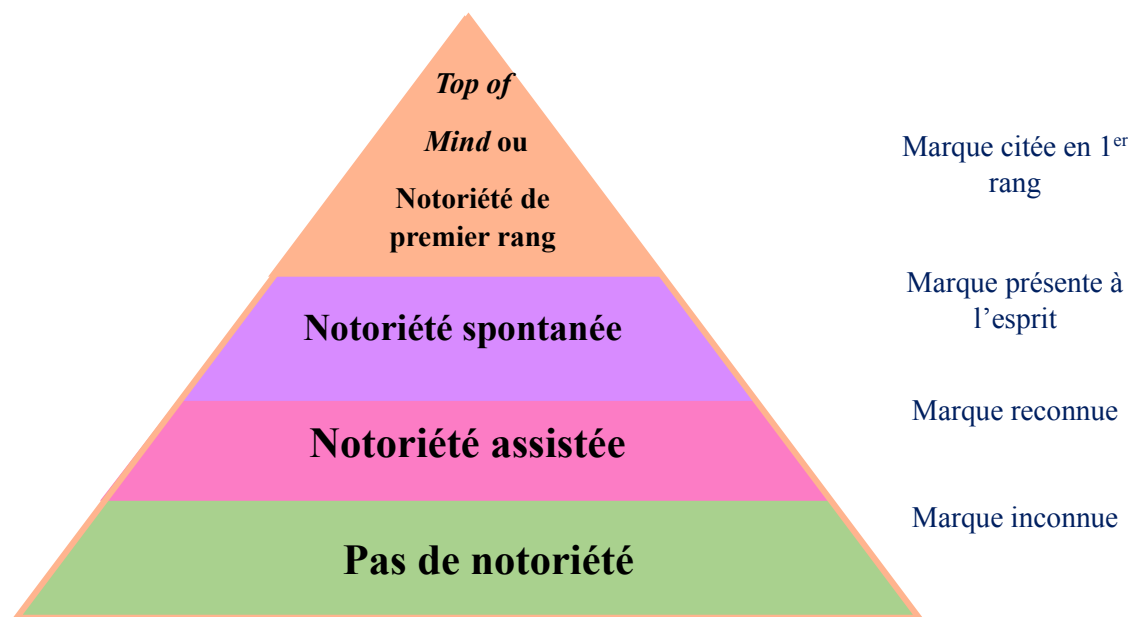 Top of
Mind ou
Notoriété de
premier rang
Marque citée en 1er
rang
Notoriété spontanée
Marque présente à
l’esprit
Notoriété assistée
Marque reconnue
Pas de notoriété
Marque inconnue